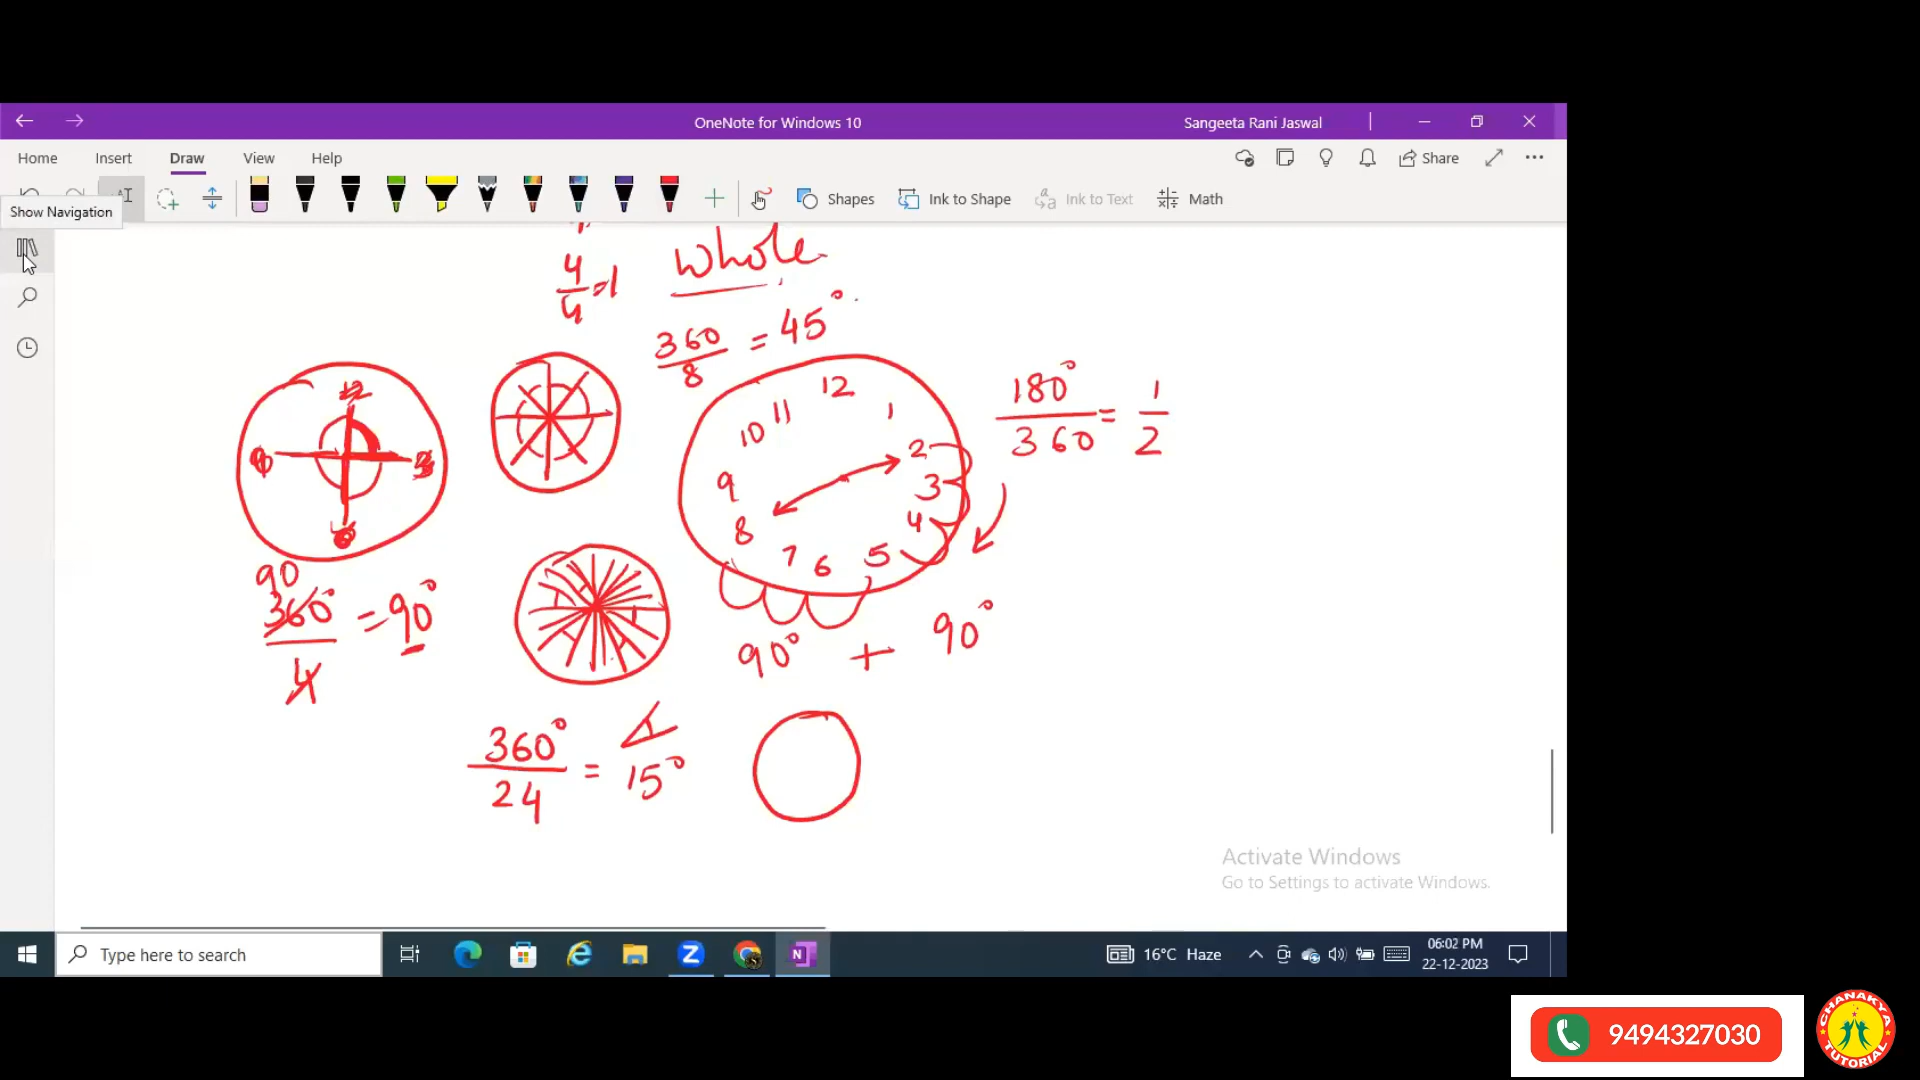 OneNote for Windows 10
Sangeeta Rani Jaswal
Home Insert Draw View Help
Share
Shapes Ink to Shape Ink to Text Math
Show Navigation
whole
4/4 = 1
360/8 = 45°
12
1
2
3
4
5
6
7
8
9
10
11
180°/360 = 1/2
90
360°/4 = 90°
90° + 90°
360°/24 = 15°
Activate Windows
Go to Settings to activate Windows.
Type here to search
16°C Haze
06:02 PM
22-12-2023
9494327030
CHANAKYA
TUTORIAL